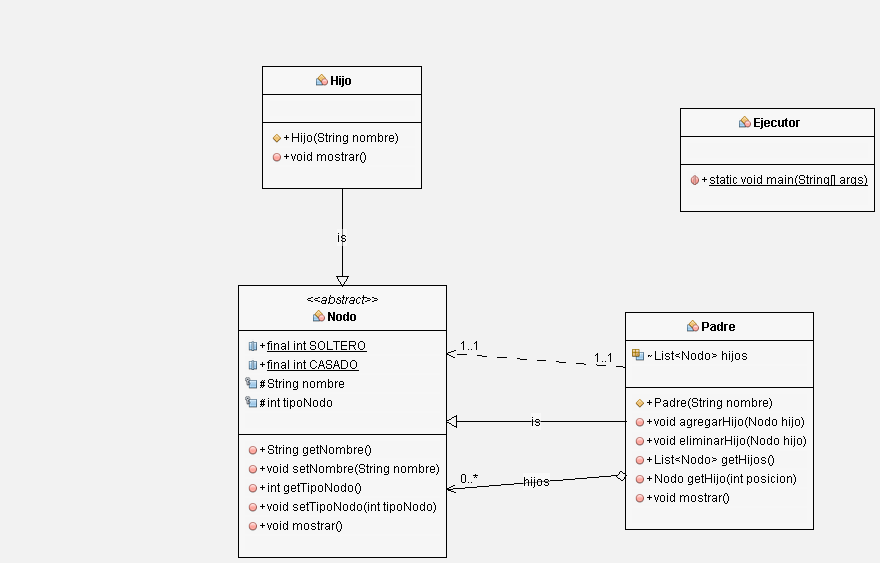 Hijo
+Hijo(String nombre)
+void mostrar()
Ejecutor
+static void main(String[] args)
is
<<abstract>>
Nodo
+final int SOLTERO
+final int CASADO
#String nombre
#int tipoNodo
+String getNombre()
+void setNombre(String nombre)
+int getTipoNodo()
+void setTipoNodo(int tipoNodo)
+void mostrar()
1..1
1..1
is
0..*
hijos
Padre
~List<Nodo> hijos
+Padre(String nombre)
+void agregarHijo(Nodo hijo)
+void eliminarHijo(Nodo hijo)
+List<Nodo> getHijos()
+Nodo getHijo(int posicion)
+void mostrar()